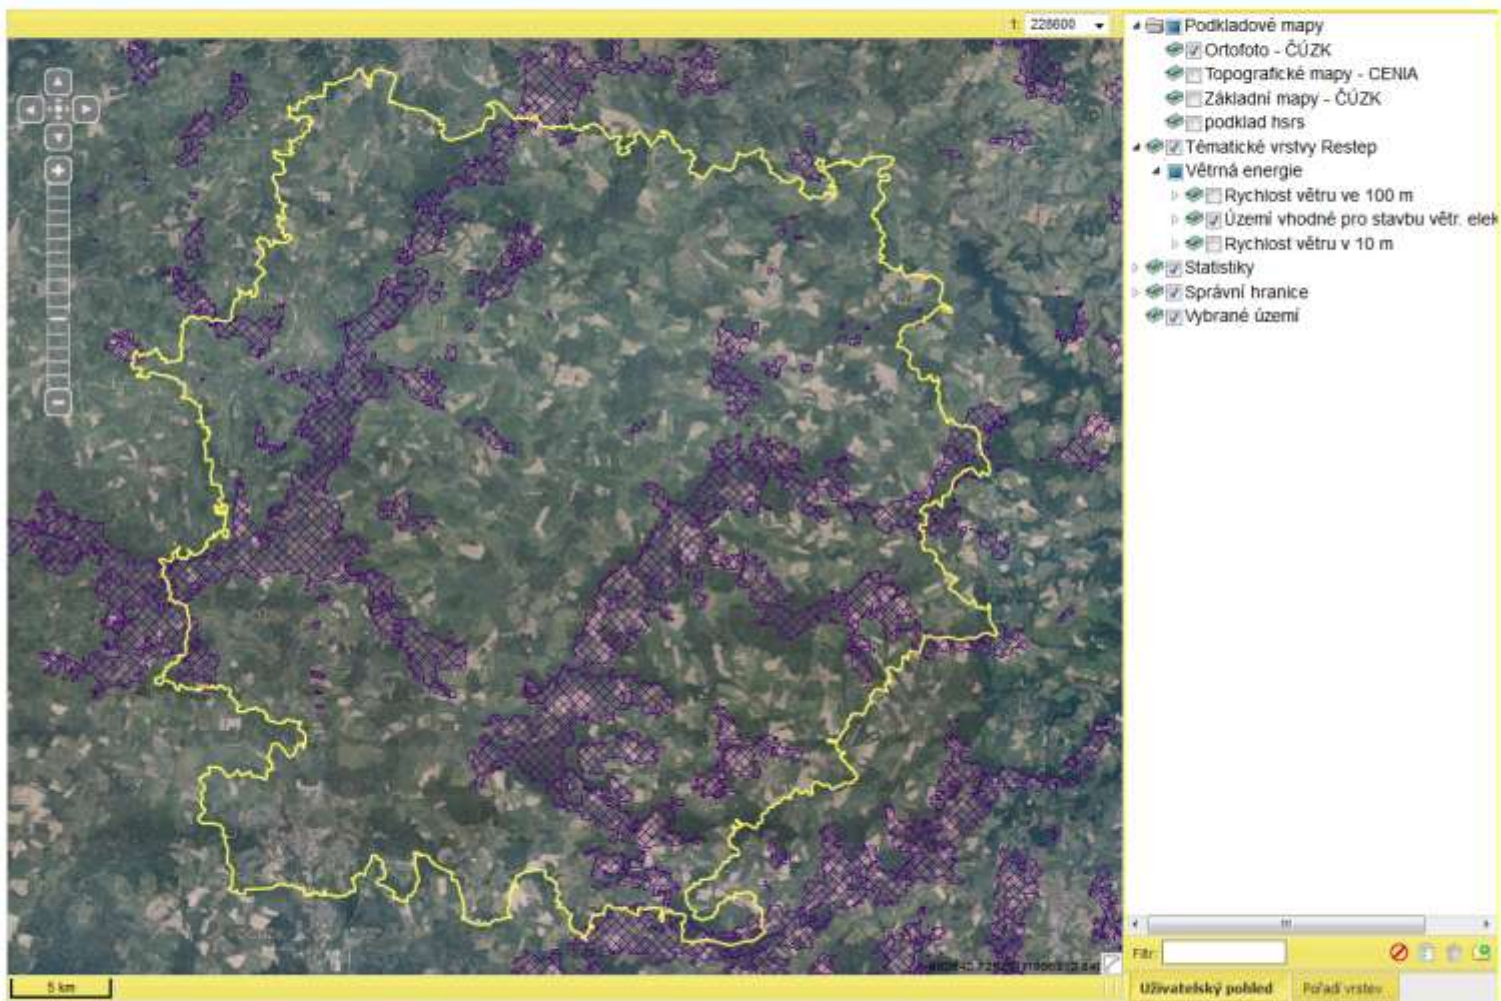 1: 228600
Podkladové mapy
Ortofoto - ČÚZK
Topografické mapy - CENIA
Základní mapy - ČÚZK
podklad hsrs
Tématické vrstvy Restep
Větrná energie
Rychlost větru ve 100 m
Území vhodné pro stavbu větr. elek
Rychlost větru v 10 m
Statistiky
Správní hranice
Vybrané území
Filtr:
5 km
Uživatelský pohled Pořadí vrstev